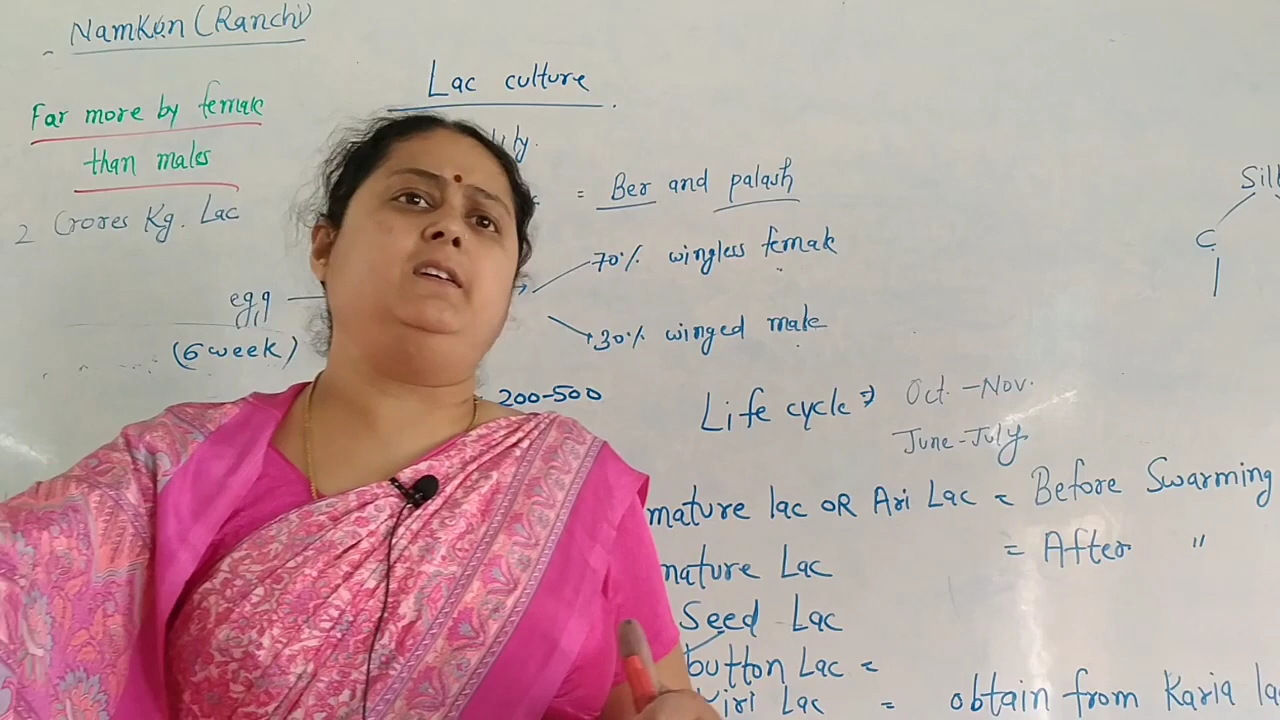 Namkun (Ranchi)
Lac culture
Far more by female
than males
2 Crores Kg. Lac
= Ber and palash
70% wingless female
30% winged male
egg
(6 week)
200-500
Life cycle ⇒ Oct. - Nov.
June - July
mature lac OR Ari Lac = Before Swarming
mature Lac = After "
Seed Lac
button Lac =
Kiri Lac = obtain from Karia
C